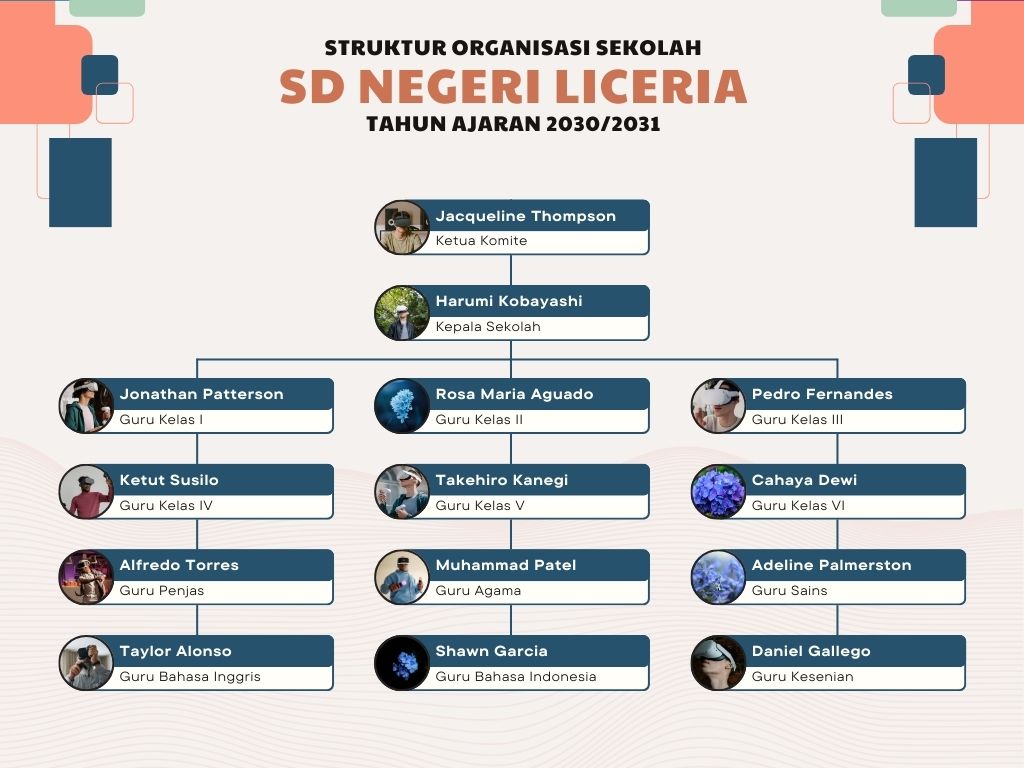 STRUKTUR ORGANISASI SEKOLAH
SD NEGERI LICERIA
TAHUN AJARAN 2030/2031
Jacqueline Thompson
Ketua Komite
Harumi Kobayashi
Kepala Sekolah
Jonathan Patterson
Guru Kelas I
Rosa Maria Aguado
Guru Kelas II
Pedro Fernandes
Guru Kelas III
Ketut Susilo
Guru Kelas IV
Takehiro Kanegi
Guru Kelas V
Cahaya Dewi
Guru Kelas VI
Alfredo Torres
Guru Penjas
Muhammad Patel
Guru Agama
Adeline Palmerston
Guru Sains
Taylor Alonso
Guru Bahasa Inggris
Shawn Garcia
Guru Bahasa Indonesia
Daniel Gallego
Guru Kesenian